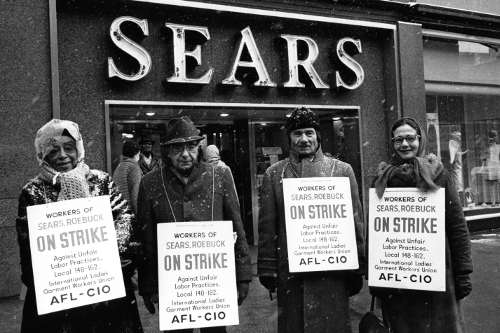 SEARS
WORKERS OF
SEARS, ROEBUCK
ON STRIKE
Against Unfair
Labor Practices.
Local 148-162.
International Ladies
Garment Workers Union
AFL-CIO
WORKERS OF
SEARS, ROEBUCK
ON STRIKE
Against Unfair
Labor Practices.
Local 148-162.
International Ladies
Garment Workers Union
AFL-CIO
WORKERS OF
SEARS, ROEBUCK
ON STRIKE
Against Unfair
Labor Practices.
Local 148-162.
International Ladies
Garment Workers Union
AFL-CIO
WORKERS OF
SEARS, ROEBUCK
ON STRIKE
Against Unfair
Labor Practices.
Local 148-162.
International Ladies
Garment Workers Union
AFL-CIO